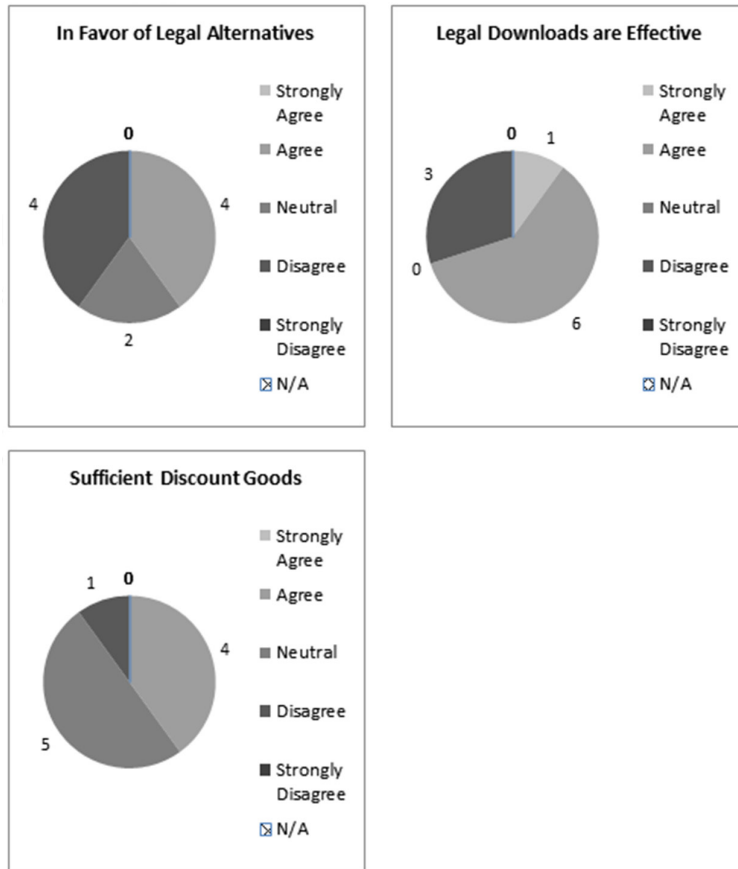 In Favor of Legal Alternatives
Strongly
Agree
Agree
Neutral
Disagree
Strongly
Disagree
N/A
0
4
4
2
Legal Downloads are Effective
Strongly
Agree
Agree
Neutral
Disagree
Strongly
Disagree
N/A
0
1
3
0
6
Sufficient Discount Goods
Strongly
Agree
Agree
Neutral
Disagree
Strongly
Disagree
N/A
0
1
4
5